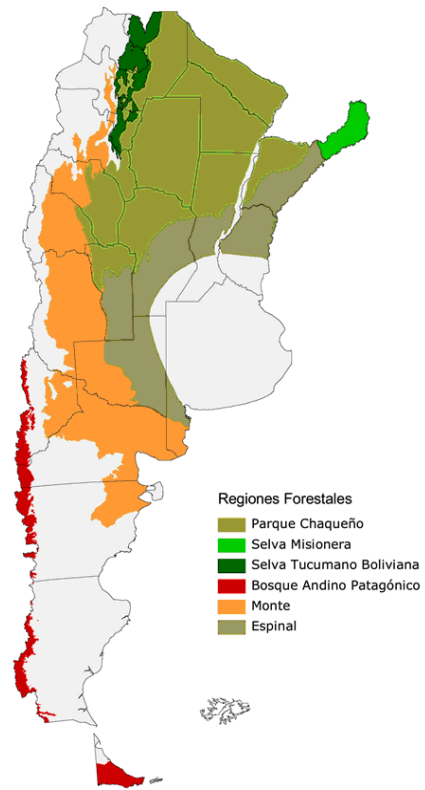 Regiones Forestales
Parque Chaqueño
Selva Misionera
Selva Tucumano Boliviana
Bosque Andino Patagónico
Monte
Espinal